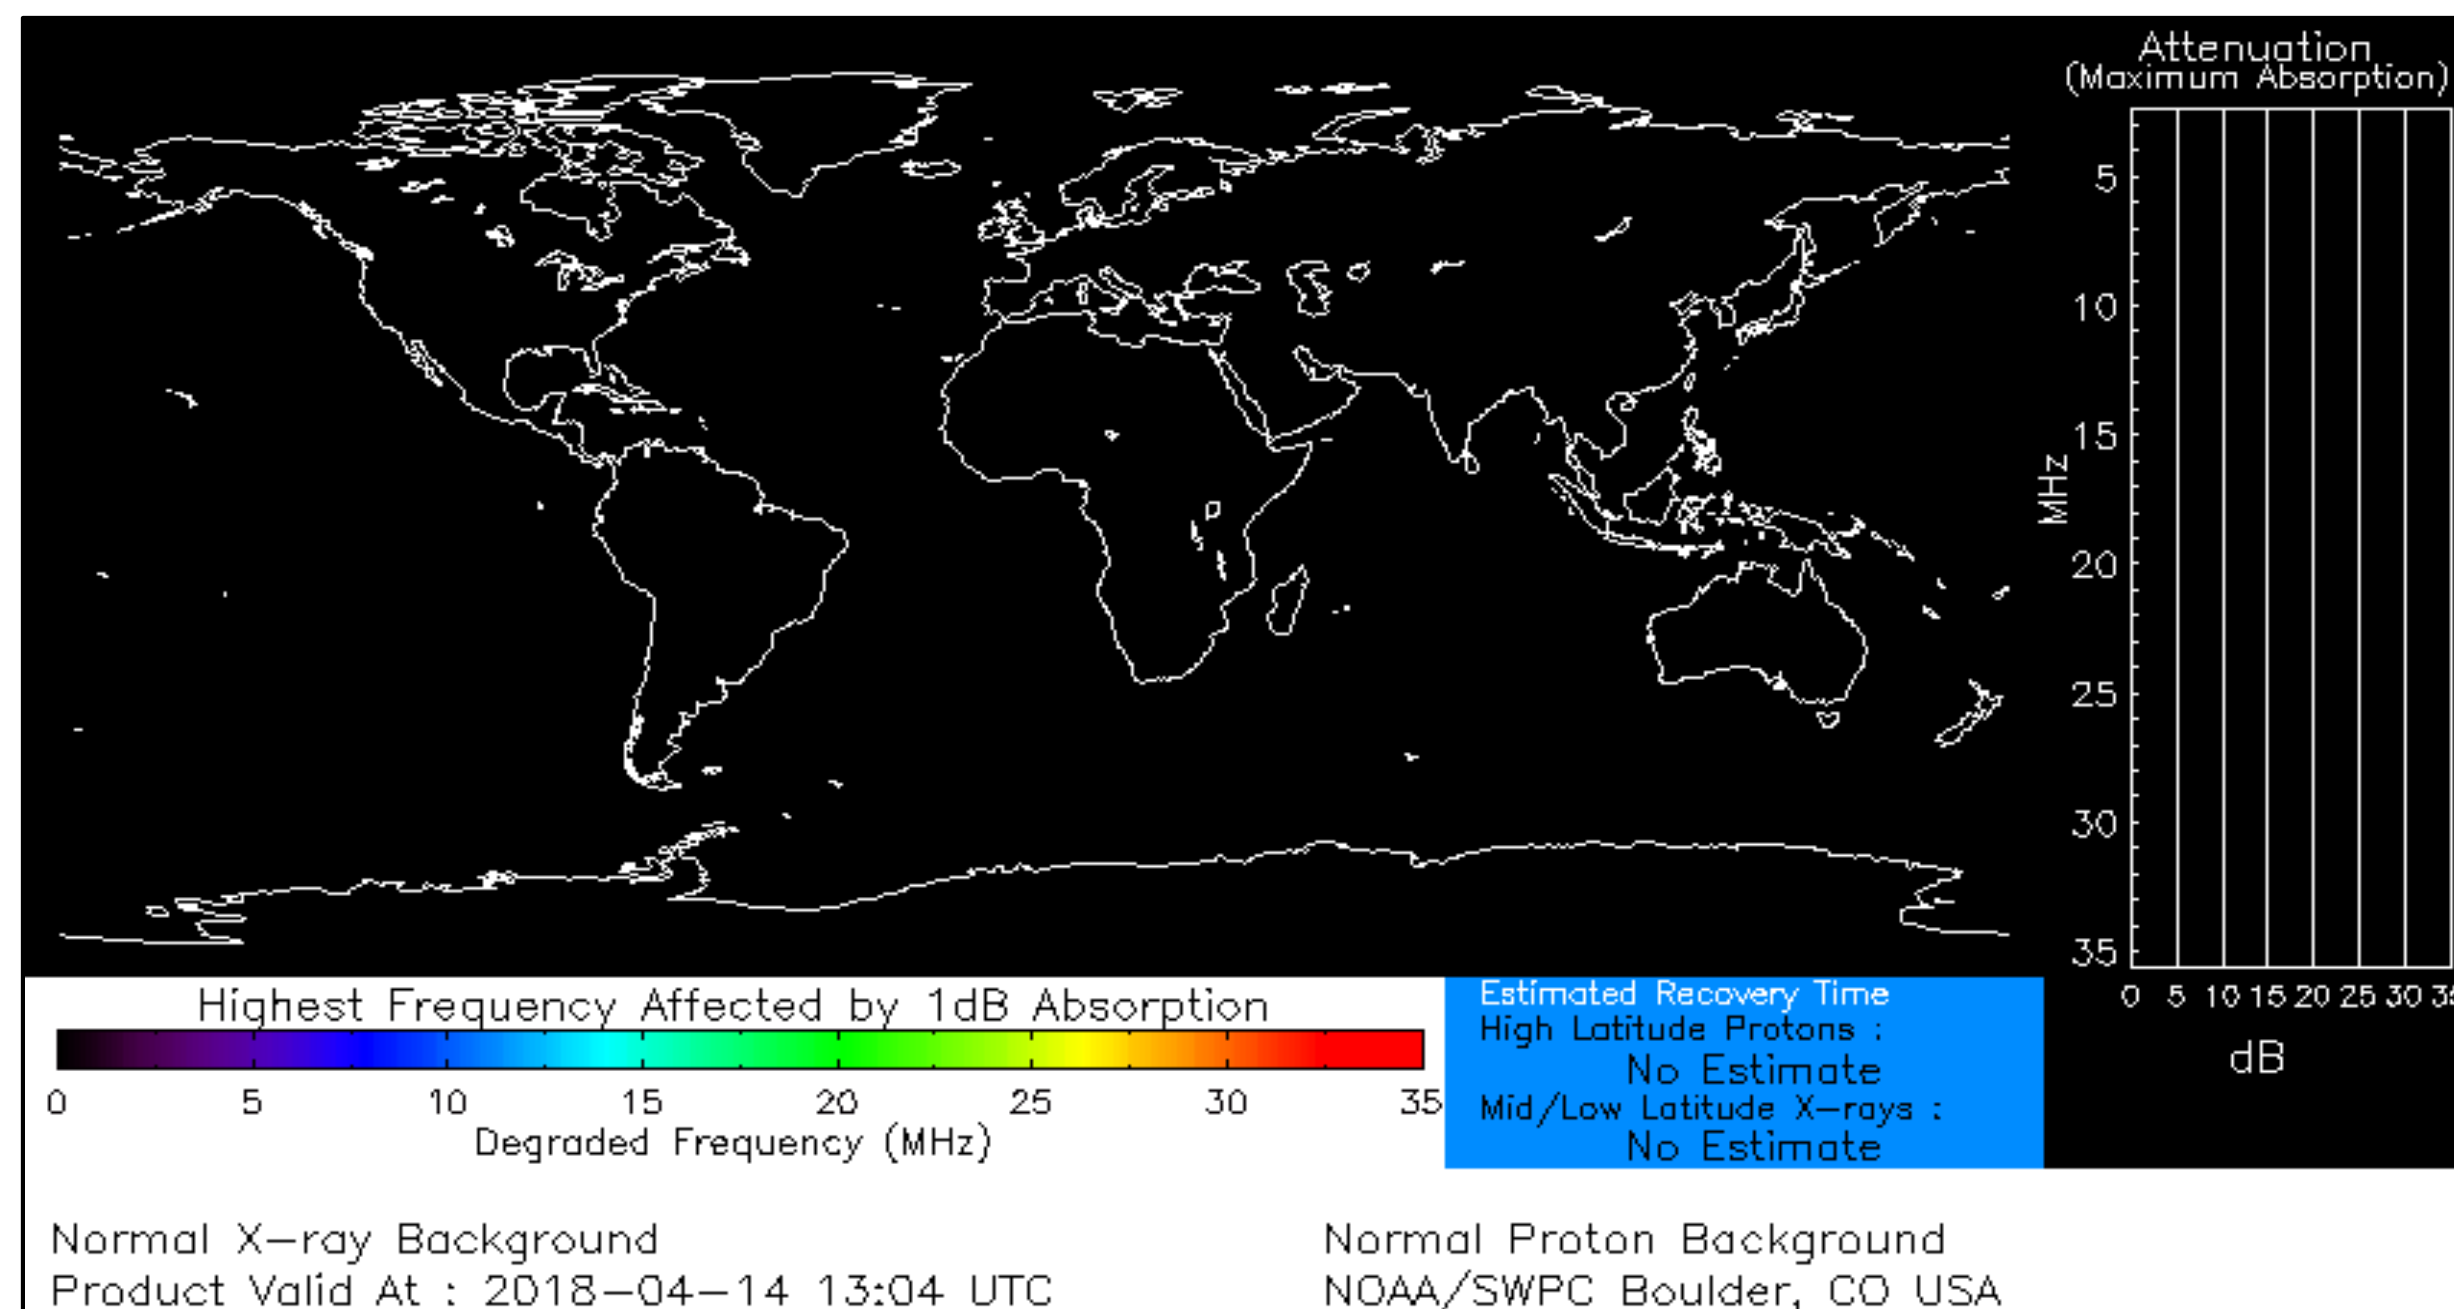 Attenuation
(Maximum Absorption)
5
10
15
20
25
30
35
MHz
0 5 10 15 20 25 30
dB
Highest Frequency Affected by 1dB Absorption
0 5 10 15 20 25 30 35
Degraded Frequency (MHz)
Estimated Recovery Time
High Latitude Protons :
No Estimate
Mid/Low Latitude X-rays :
No Estimate
Normal X-ray Background
Normal Proton Background
Product Valid At : 2018-04-14 13:04 UTC
NOAA/SWPC Boulder, CO USA